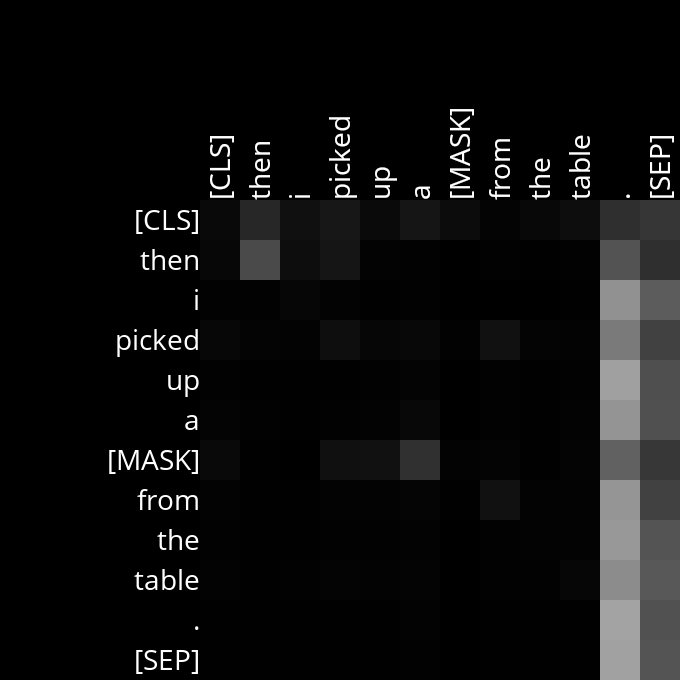 [CLS] then i picked up a [MASK] from the table . [SEP]
[CLS]
then
i
picked
up
a
[MASK]
from
the
table
.
[SEP]